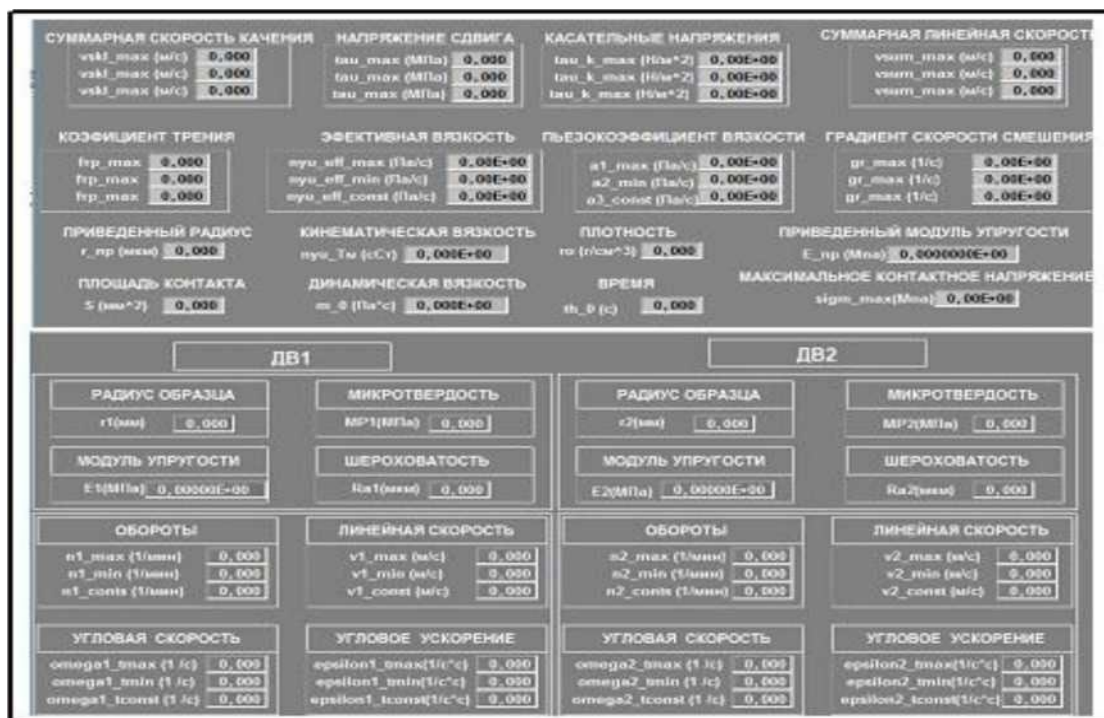 СУММАРНАЯ СКОРОСТЬ КАЧЕНИЯ НАПРЯЖЕНИЕ СДВИГА КАСАТЕЛЬНЫЕ НАПРЯЖЕНИЯ СУММАРНАЯ ЛИНЕЙНАЯ СКОРОСТЬ
vskl_max (м/с) 0,000 tau_max (МПа) 0,000 tau_k_max (Н/м^2) 0,00E+00 vsum_max (м/с) 0,000
vskl_max (м/с) 0,000 tau_max (МПа) 0,000 tau_k_max (Н/м^2) 0,00E+00 vsum_max (м/с) 0,000
vskl_max (м/с) 0,000 tau_max (МПа) 0,000 tau_k_max (Н/м^2) 0,00E+00 vsum_max (м/с) 0,000
КОЭФИЦИЕНТ ТРЕНИЯ ЭФЕКТИВНАЯ ВЯЗКОСТЬ ПЬЕЗОКОЭФФИЦИЕНТ ВЯЗКОСТИ ГРАДИЕНТ СКОРОСТИ СМЕШЕНИЯ
frp_max 0,000 nyu_eff_max (Па/с) 0,00E+00 a1_max (Па/с) 0,00E+00 gr_max (1/с) 0,00E+00
frp_max 0,000 nyu_eff_min (Па/с) 0,00E+00 a2_min (Па/с) 0,00E+00 gr_max (1/с) 0,00E+00
frp_max 0,000 nyu_eff_const (Па/с) 0,00E+00 a3_const (Па/с) 0,00E+00 gr_max (1/с) 0,00E+00
ПРИВЕДЕННЫЙ РАДИУС КИНЕМАТИЧЕСКАЯ ВЯЗКОСТЬ ПЛОТНОСТЬ ПРИВЕДЕННЫЙ МОДУЛЬ УПРУГОСТИ
r_пр (мкм) 0,000 nyu_Тм (сСт) 0,000E+00 ro (г/см^3) 0,000 E_пр (Мпа) 0,0000000E+00
ПЛОЩАДЬ КОНТАКТА ДИНАМИЧЕСКАЯ ВЯЗКОСТЬ ВРЕМЯ МАКСИМАЛЬНОЕ КОНТАКТНОЕ НАПРЯЖЕНИЕ
S (мм^2) 0,000 m_0 (Па*с) 0,000E+00 th_0 (с) 0,000 sigm_max(Мпа) 0,00E+00
ДВ1 ДВ2
РАДИУС ОБРАЗЦА МИКРОТВЕРДОСТЬ РАДИУС ОБРАЗЦА МИКРОТВЕРДОСТЬ
r1(мм) 0,000 MP1(МПа) 0,000 r2(мм) 0,000 MP2(МПа) 0,000
МОДУЛЬ УПРУГОСТИ ШЕРОХОВАТОСТЬ МОДУЛЬ УПРУГОСТИ ШЕРОХОВАТОСТЬ
E1(МПа) 0,00000E+00 Ra1(мкм) 0,000 E2(МПа) 0,00000E+00 Ra2(мкм) 0,000
ОБОРОТЫ ЛИНЕЙНАЯ СКОРОСТЬ ОБОРОТЫ ЛИНЕЙНАЯ СКОРОСТЬ
n1_max (1/мин) 0,000 v1_max (м/с) 0,000 n2_max (1/мин) 0,000 v2_max (м/с) 0,000
n1_min (1/мин) 0,000 v1_min (м/с) 0,000 n2_min (1/мин) 0,000 v2_min (м/с) 0,000
n1_conts (1/мин) 0,000 v1_const (м/с) 0,000 n2_conts (1/мин) 0,000 v2_const (м/с) 0,000
УГЛОВАЯ СКОРОСТЬ УГЛОВОЕ УСКОРЕНИЕ УГЛОВАЯ СКОРОСТЬ УГЛОВОЕ УСКОРЕНИЕ
omega1_tmax (1 /с) 0,000 epsilon1_tmax(1/с*с) 0,000 omega2_tmax (1 /с) 0,000 epsilon2_tmax(1/с*с) 0,000
omega1_tmin (1 /с) 0,000 epsilon1_tmin(1/с*с) 0,000 omega2_tmin (1 /с) 0,000 epsilon2_tmin(1/с*с) 0,000
omega1_tconst (1 /с) 0,000 epsilon1_tconst(1/с*с) 0,000 omega2_tconst (1 /с) 0,000 epsilon2_tconst(1/с*с) 0,000